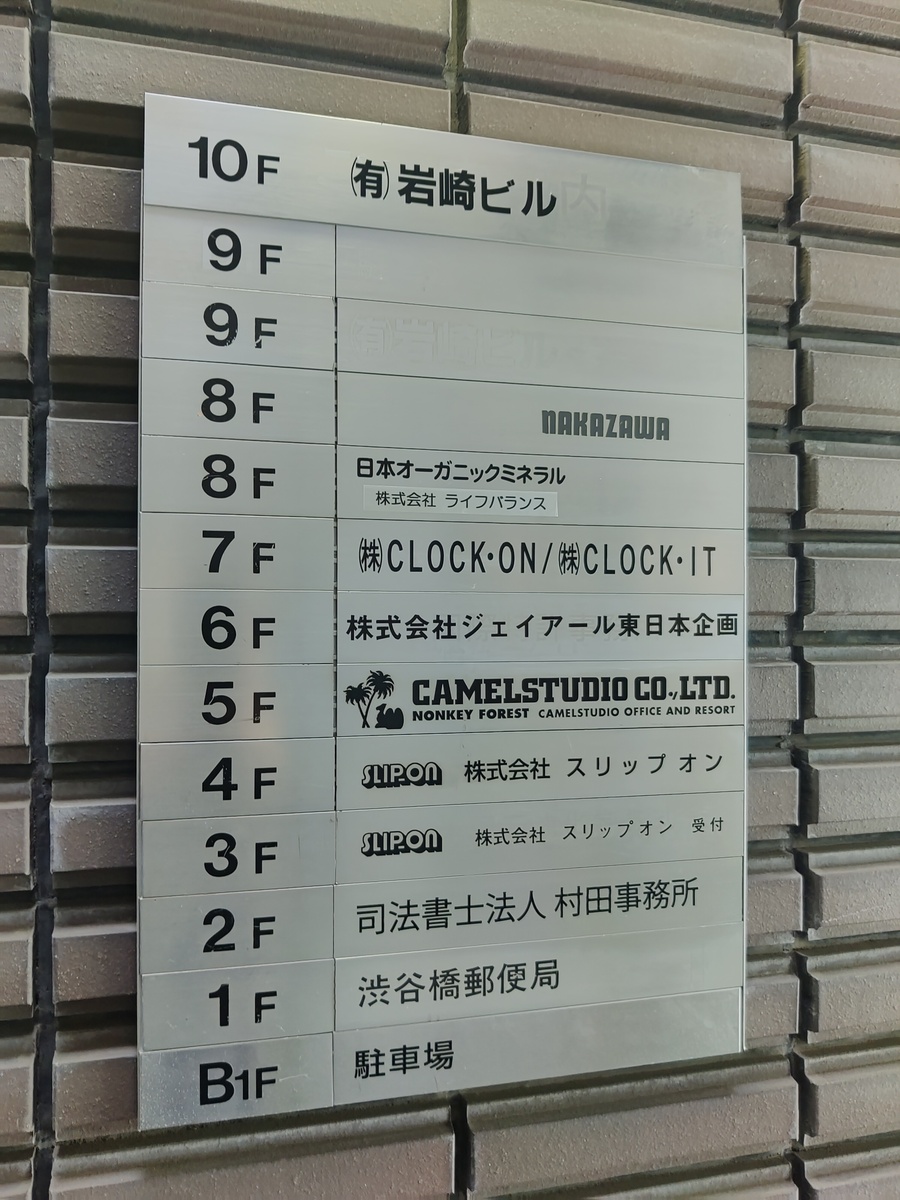 10F ㈲岩崎ビル
9F
9F
8F NAKAZAWA
8F 日本オーガニックミネラル
株式会社 ライフバランス
7F ㈱CLOCK・ON/㈱CLOCK・IT
6F 株式会社ジェイアール東日本企画
5F CAMELSTUDIO CO.,LTD.
NONKEY FOREST CAMELSTUDIO OFFICE AND RESORT
4F SLIPON 株式会社 スリップオン
3F SLIPON 株式会社 スリップオン 受付
2F 司法書士法人 村田事務所
1F 渋谷橋郵便局
B1F 駐車場